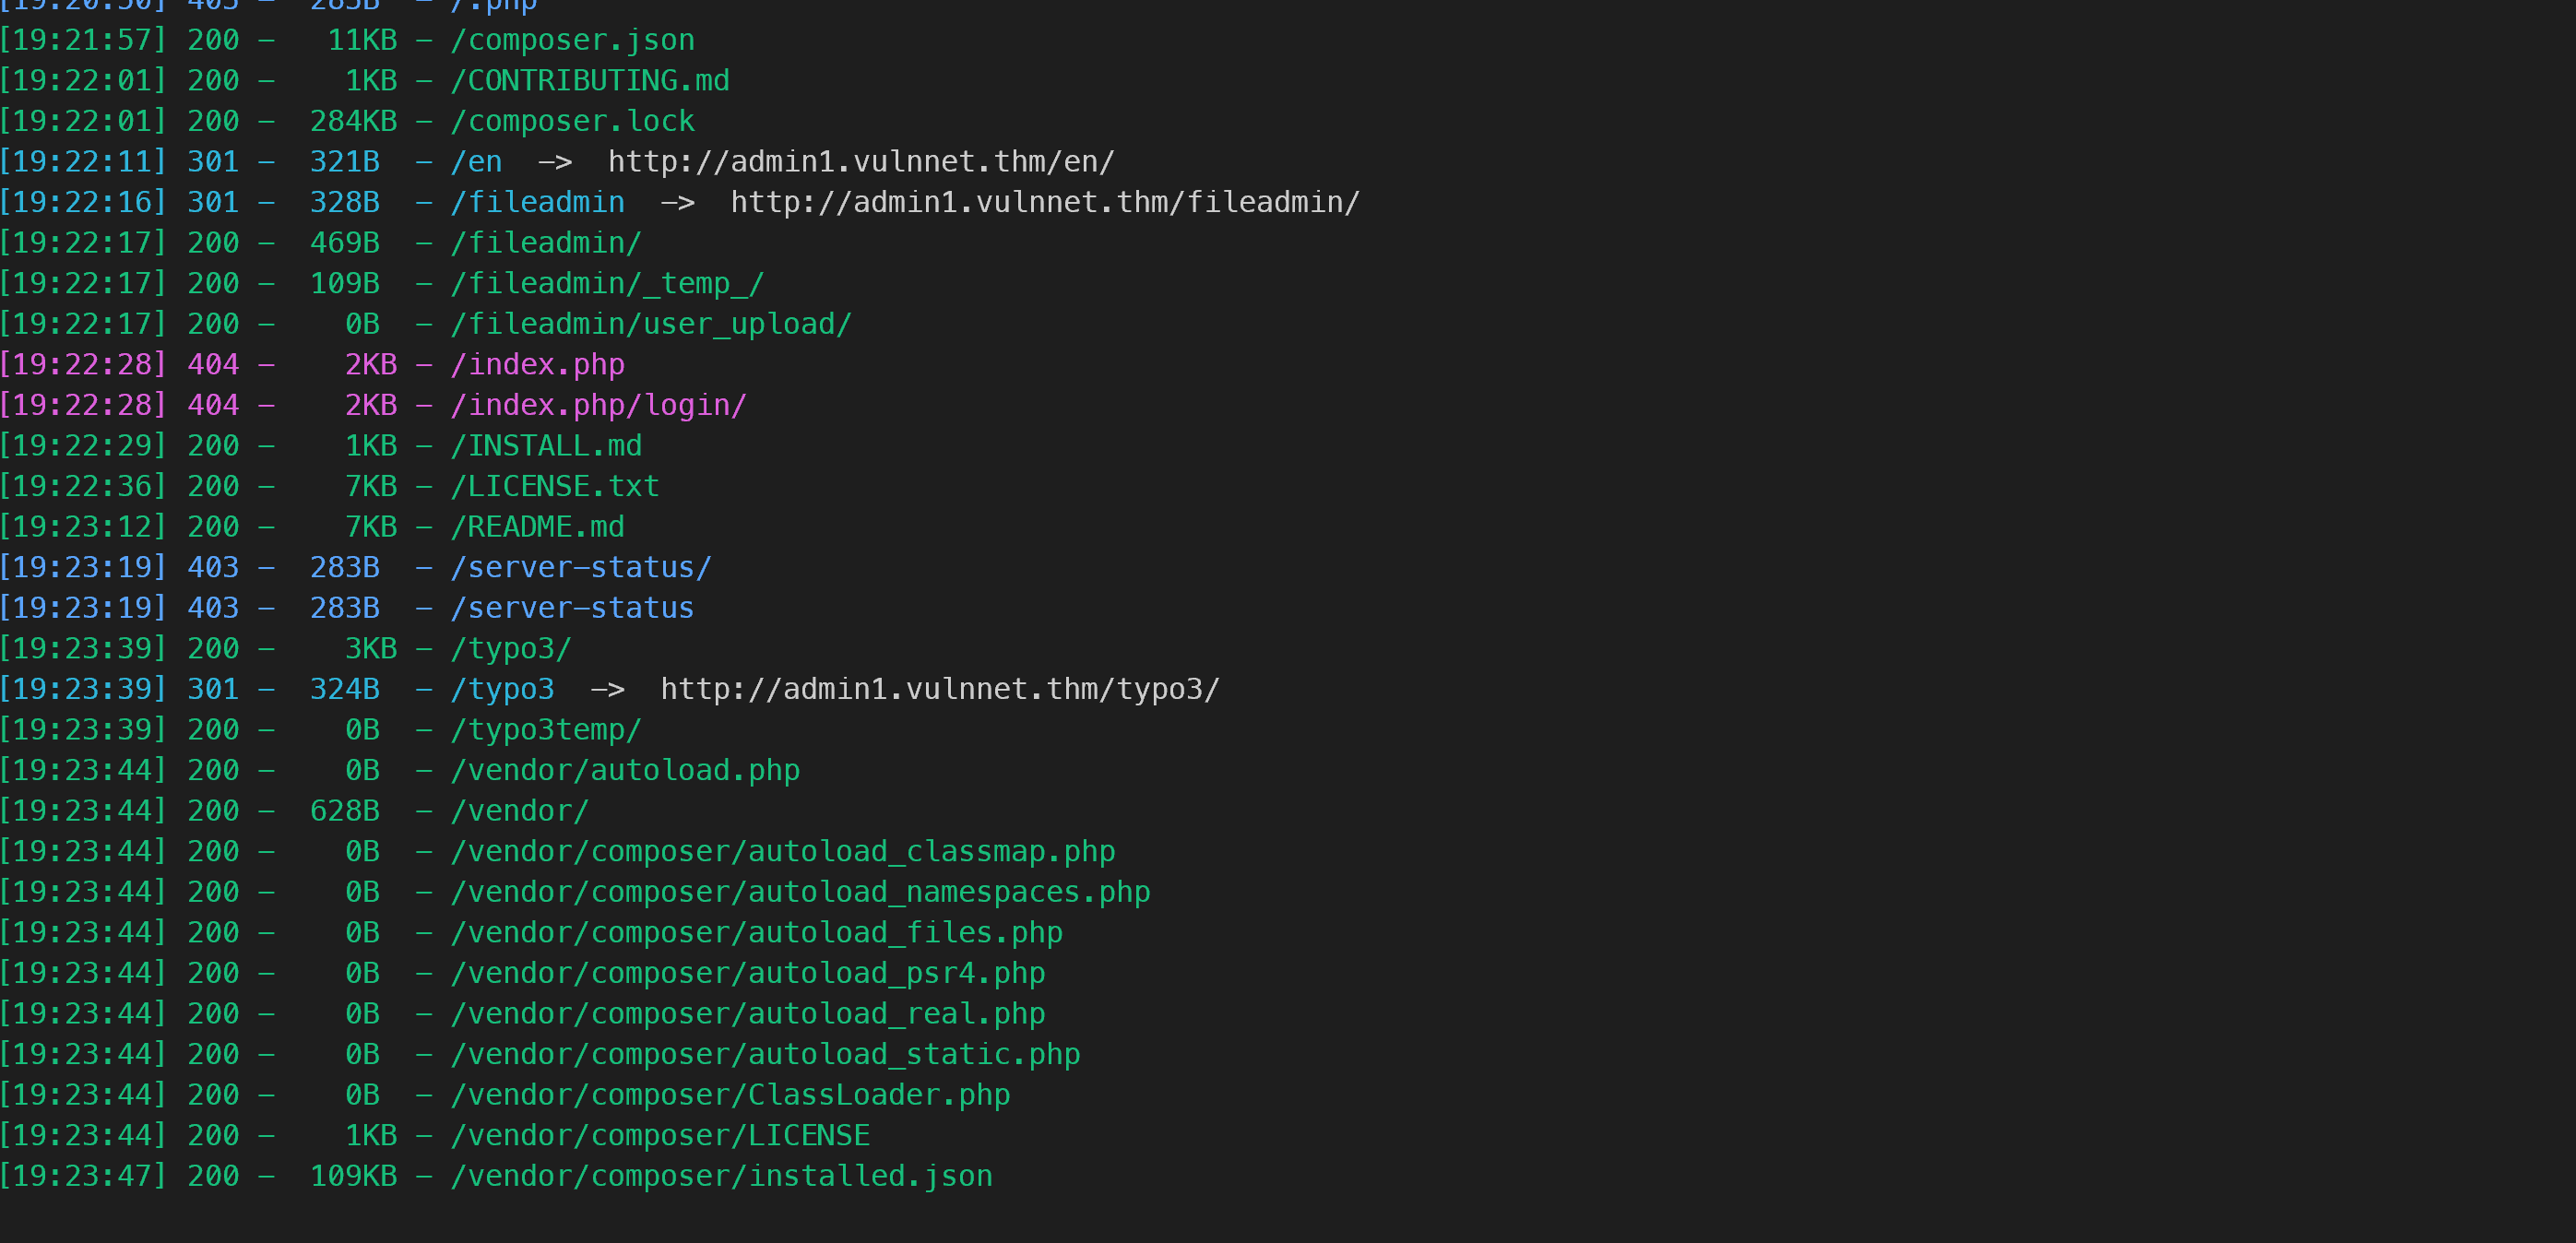 [19:21:57] 200 -   11KB - /composer.json
[19:22:01] 200 -    1KB - /CONTRIBUTING.md
[19:22:01] 200 -  284KB - /composer.lock
[19:22:11] 301 -  321B  - /en  ->  http://admin1.vulnnet.thm/en/
[19:22:16] 301 -  328B  - /fileadmin  ->  http://admin1.vulnnet.thm/fileadmin/
[19:22:17] 200 -  469B  - /fileadmin/
[19:22:17] 200 -  109B  - /fileadmin/_temp_/
[19:22:17] 200 -    0B  - /fileadmin/user_upload/
[19:22:28] 404 -    2KB - /index.php
[19:22:28] 404 -    2KB - /index.php/login/
[19:22:29] 200 -    1KB - /INSTALL.md
[19:22:36] 200 -    7KB - /LICENSE.txt
[19:23:12] 200 -    7KB - /README.md
[19:23:19] 403 -  283B  - /server-status/
[19:23:19] 403 -  283B  - /server-status
[19:23:39] 200 -    3KB - /typo3/
[19:23:39] 301 -  324B  - /typo3  ->  http://admin1.vulnnet.thm/typo3/
[19:23:39] 200 -    0B  - /typo3temp/
[19:23:44] 200 -    0B  - /vendor/autoload.php
[19:23:44] 200 -  628B  - /vendor/
[19:23:44] 200 -    0B  - /vendor/composer/autoload_classmap.php
[19:23:44] 200 -    0B  - /vendor/composer/autoload_namespaces.php
[19:23:44] 200 -    0B  - /vendor/composer/autoload_files.php
[19:23:44] 200 -    0B  - /vendor/composer/autoload_psr4.php
[19:23:44] 200 -    0B  - /vendor/composer/autoload_real.php
[19:23:44] 200 -    0B  - /vendor/composer/autoload_static.php
[19:23:44] 200 -    0B  - /vendor/composer/ClassLoader.php
[19:23:44] 200 -    1KB - /vendor/composer/LICENSE
[19:23:47] 200 -  109KB - /vendor/composer/installed.json